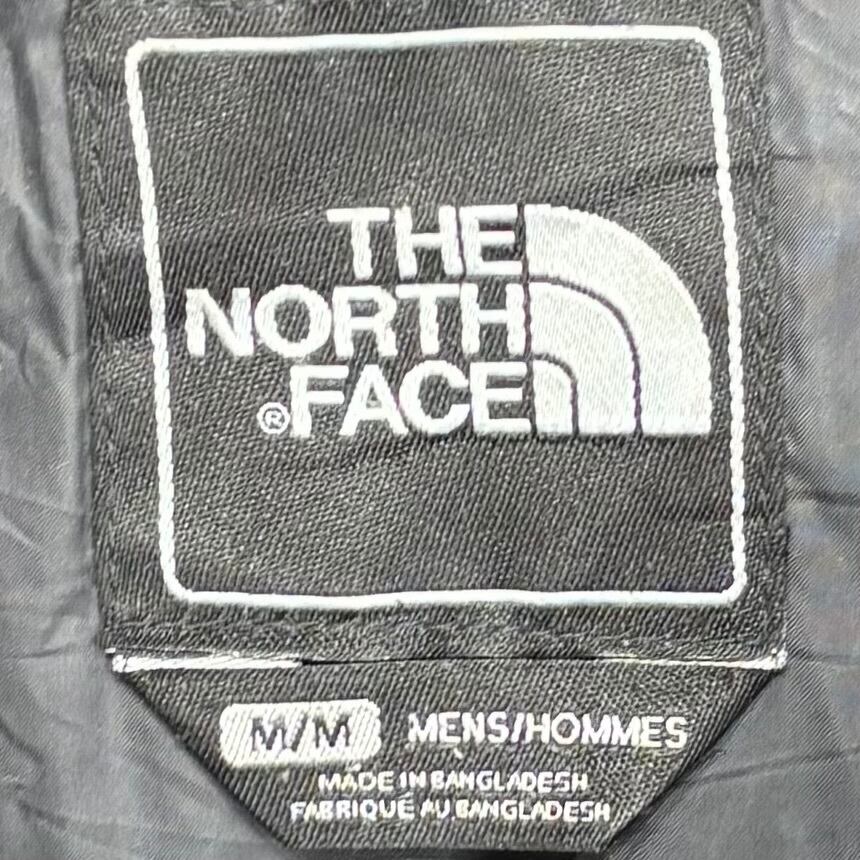 THE
NORTH
®FACE
M/M MENS/HOMMES
MADE IN BANGLADESH
FABRIQUÉ AU BANGLADESH